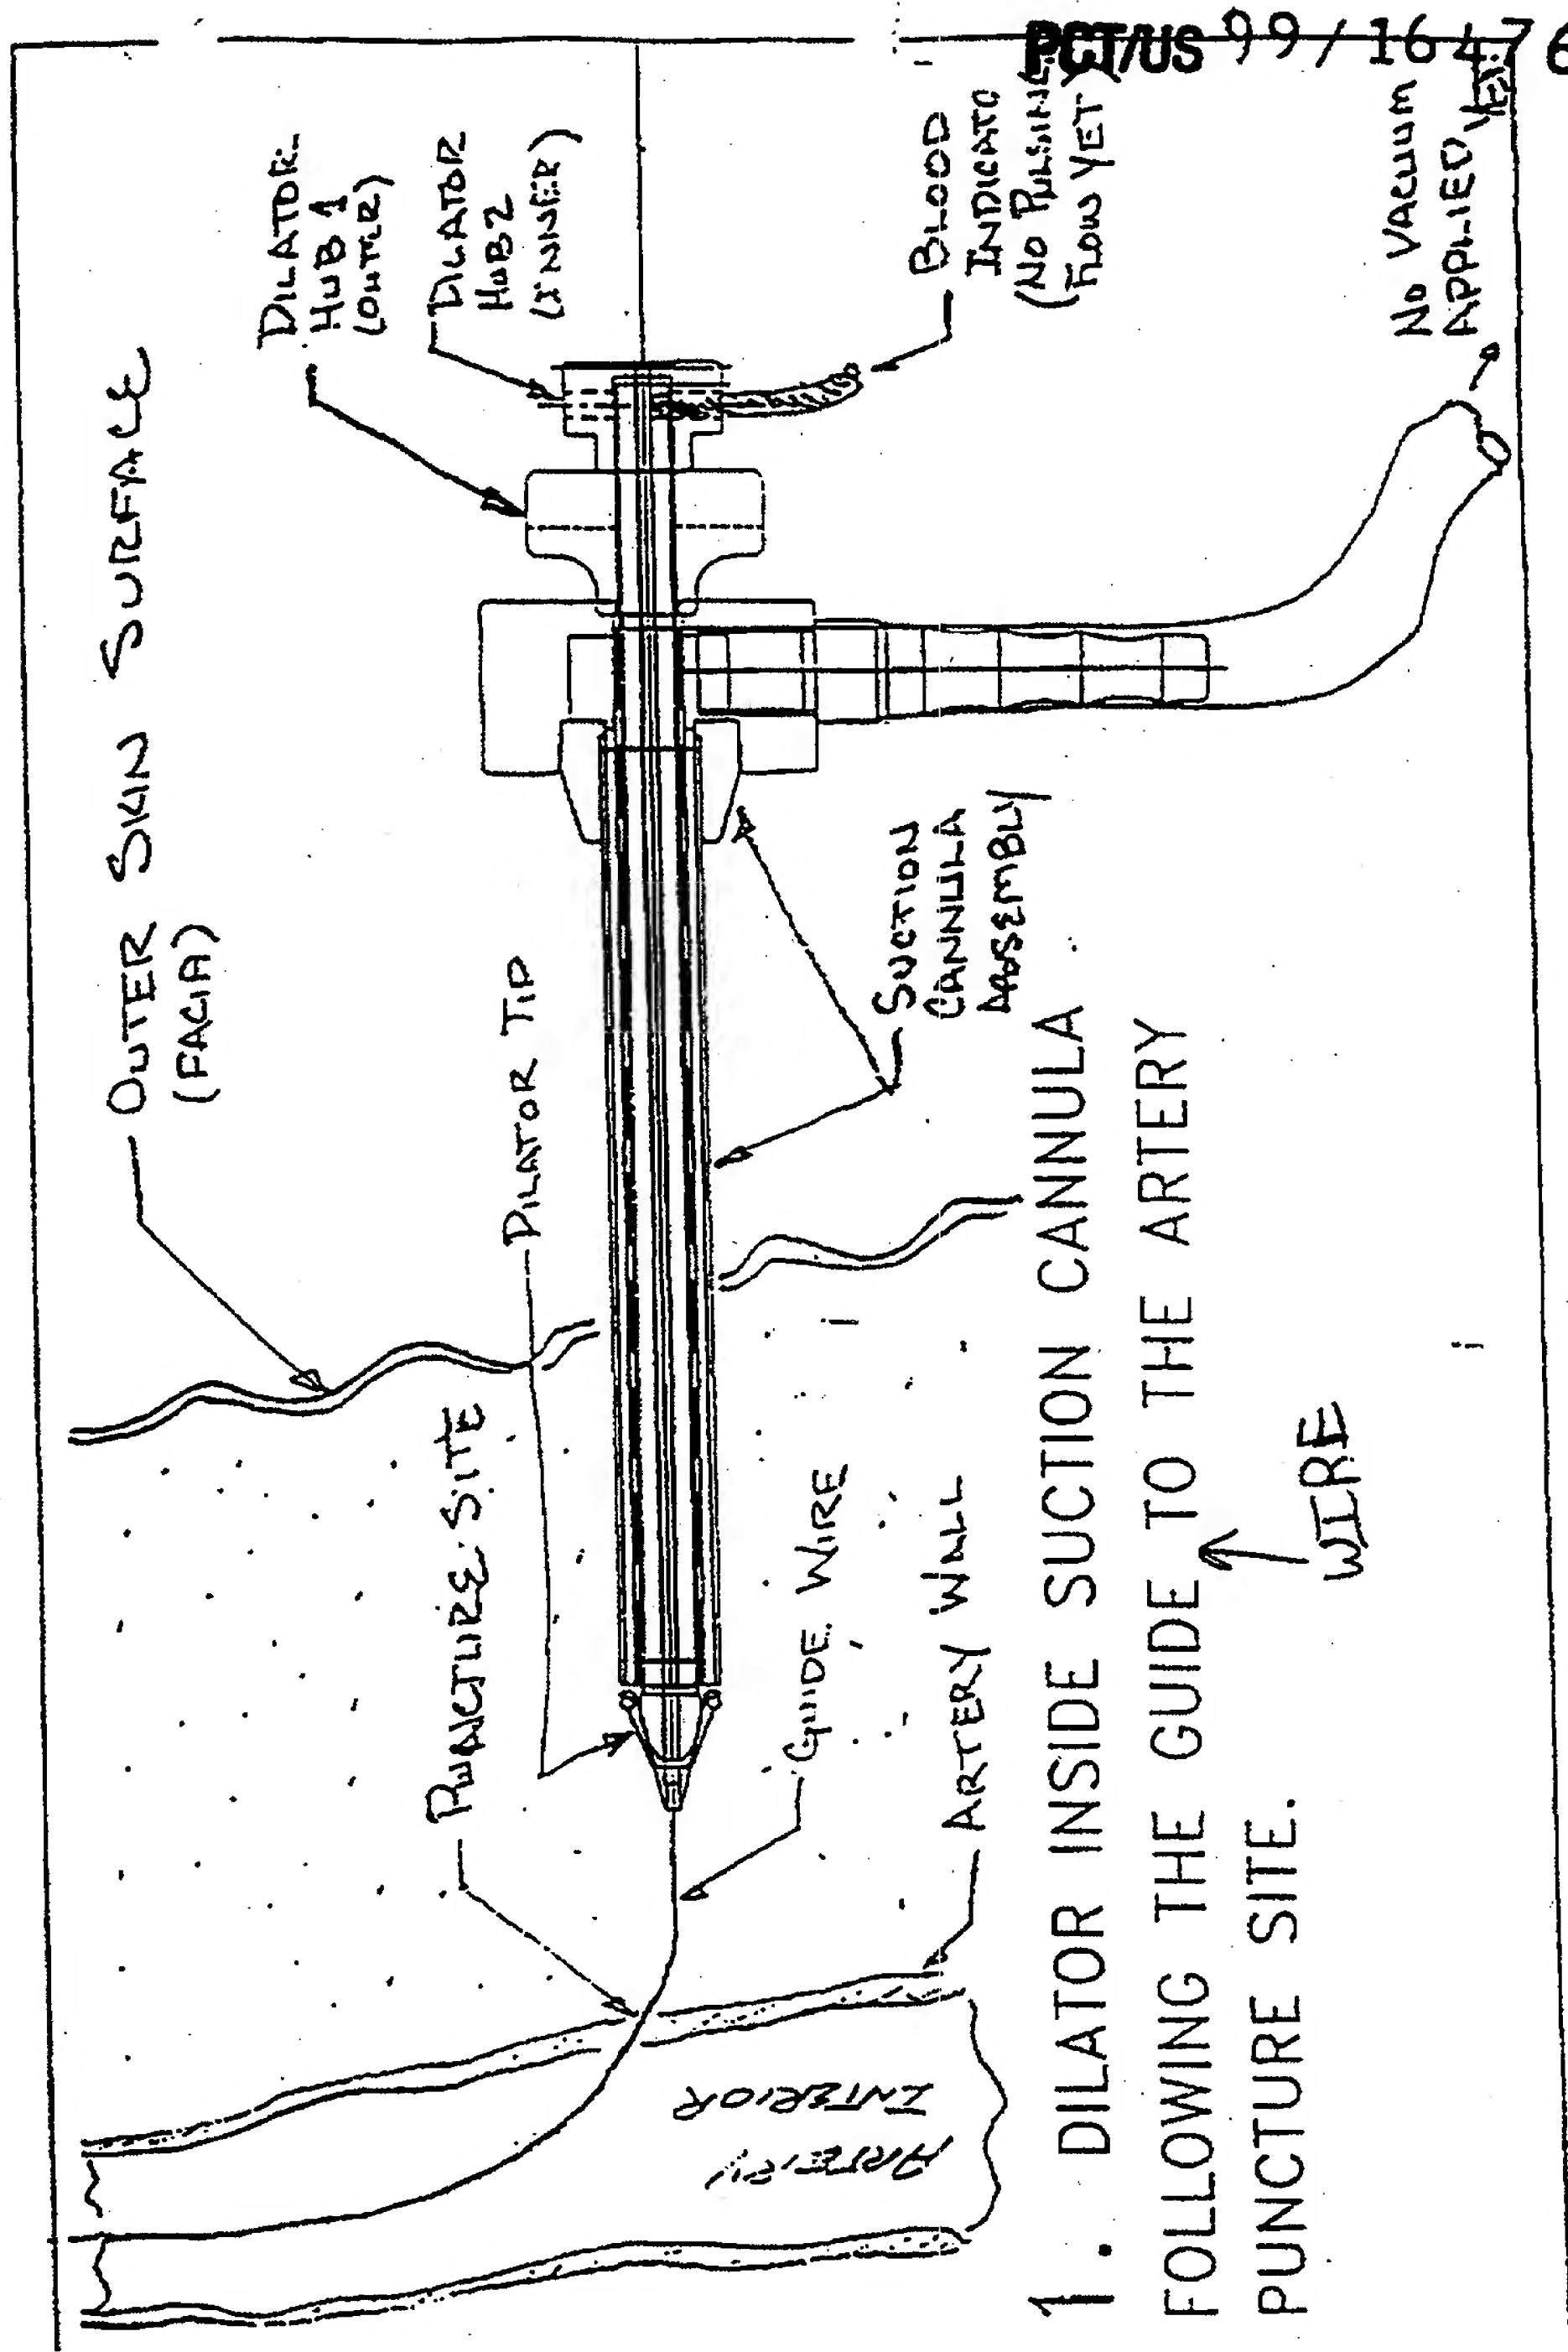 PCT/US 99/16476
OUTER SKIN SURFACE
(FACIA)
DILATOR
HUB 1
(OUTER)
DILATOR
HUB 2
(INNER)
BLOOD
INDICATO
(NO PULSING
FLOW YET)
NO VACUUM
APPLIED
YET
DILATOR TIP
SUCTION
CANNULA
ASSEMBLY
PUNCTURE SITE
GUIDE WIRE
ARTERY WALL
ARTERY
INTERIOR
1. DILATOR INSIDE SUCTION CANNULA
FOLLOWING THE GUIDE TO THE ARTERY
WIRE
PUNCTURE SITE.